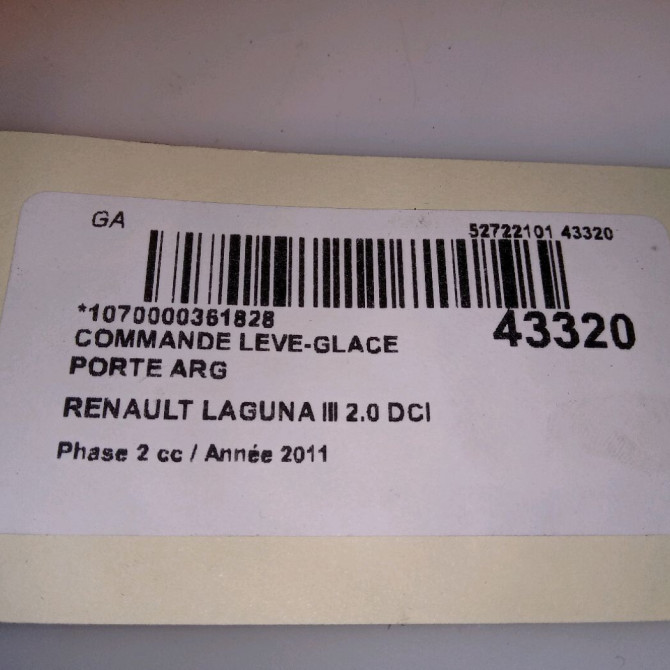 GA
52722101 43320
*1070000361828
43320
COMMANDE LEVE-GLACE
PORTE ARG
RENAULT LAGUNA III 2.0 DCI
Phase 2 cc / Année 2011